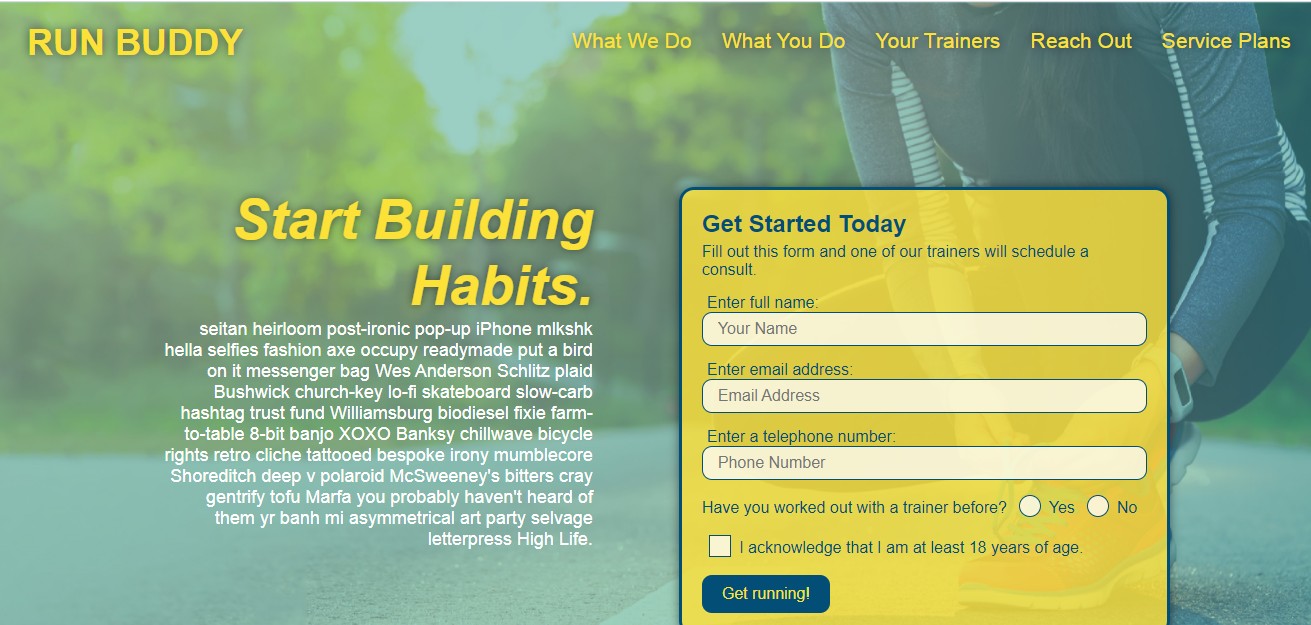 RUN BUDDY
What We Do What You Do Your Trainers Reach Out Service Plans
Start Building
Habits.
seitan heirloom post-ironic pop-up iPhone mlkshk
hella selfies fashion axe occupy readymade put a bird
on it messenger bag Wes Anderson Schlitz plaid
Bushwick church-key lo-fi skateboard slow-carb
hashtag trust fund Williamsburg biodiesel fixie farm-
to-table 8-bit banjo XOXO Banksy chillwave bicycle
rights retro cliche tattooed bespoke irony mumblecore
Shoreditch deep v polaroid McSweeney's bitters cray
gentrify tofu Marfa you probably haven't heard of
them yr banh mi asymmetrical art party selvage
letterpress High Life.
Get Started Today
Fill out this form and one of our trainers will schedule a
consult.
Enter full name:
Your Name
Enter email address:
Email Address
Enter a telephone number:
Phone Number
Have you worked out with a trainer before? Yes No
I acknowledge that I am at least 18 years of age.
Get running!